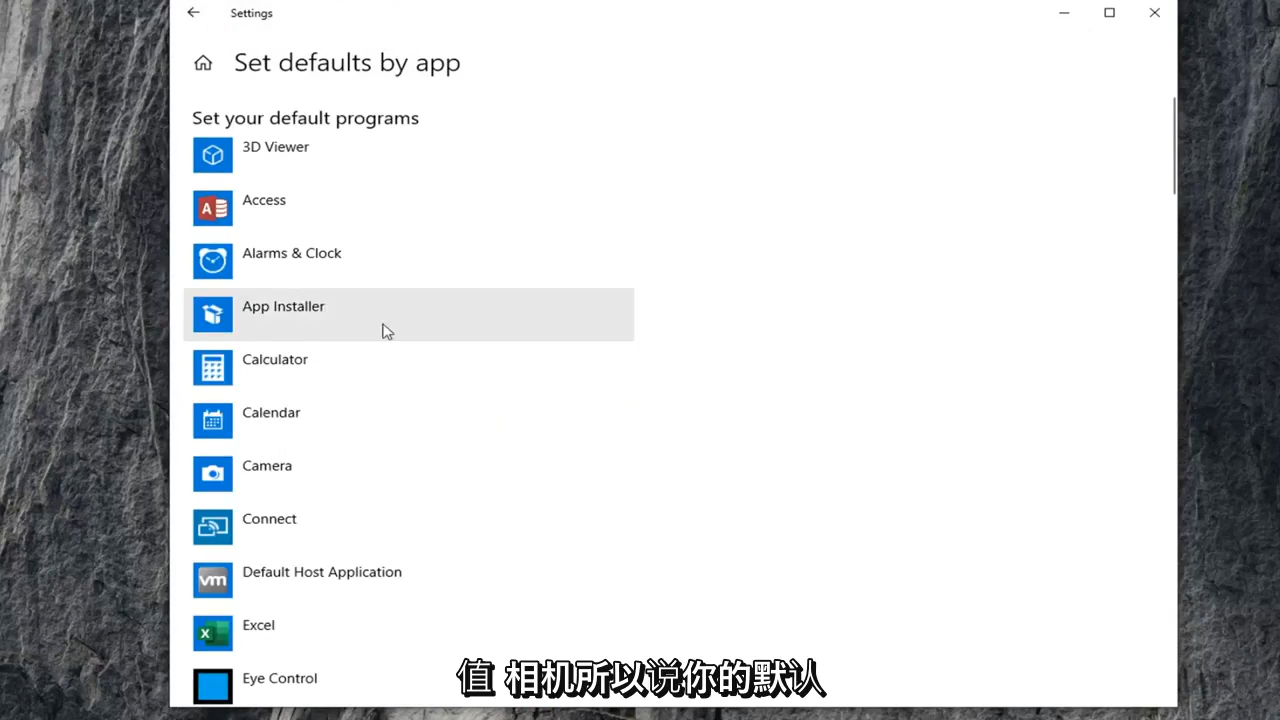 Settings
Set defaults by app
Set your default programs
3D Viewer
A
Access
Alarms & Clock
App Installer
Calculator
Calendar
Camera
Connect
vm
Default Host Application
X
Excel
Eye Control
值 相机所以说你的默认